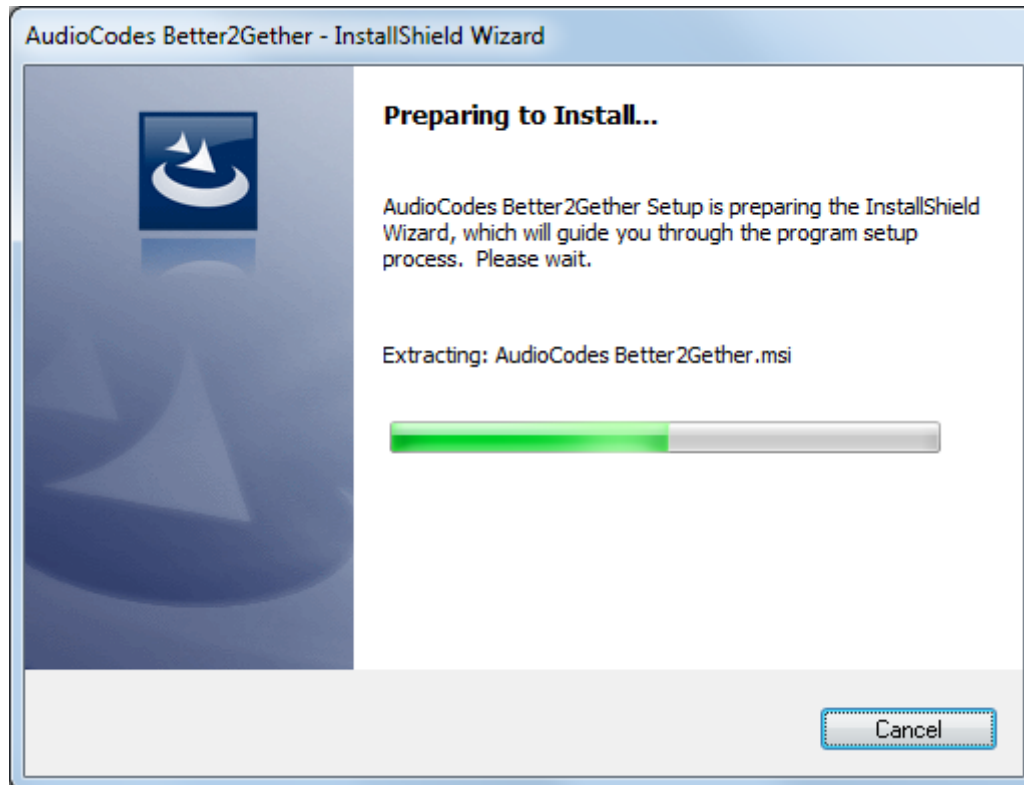 AudioCodes Better2Gether - InstallShield Wizard
Preparing to Install...
AudioCodes Better2Gether Setup is preparing the InstallShield
Wizard, which will guide you through the program setup
process. Please wait.
Extracting: AudioCodes Better2Gether.msi
Cancel